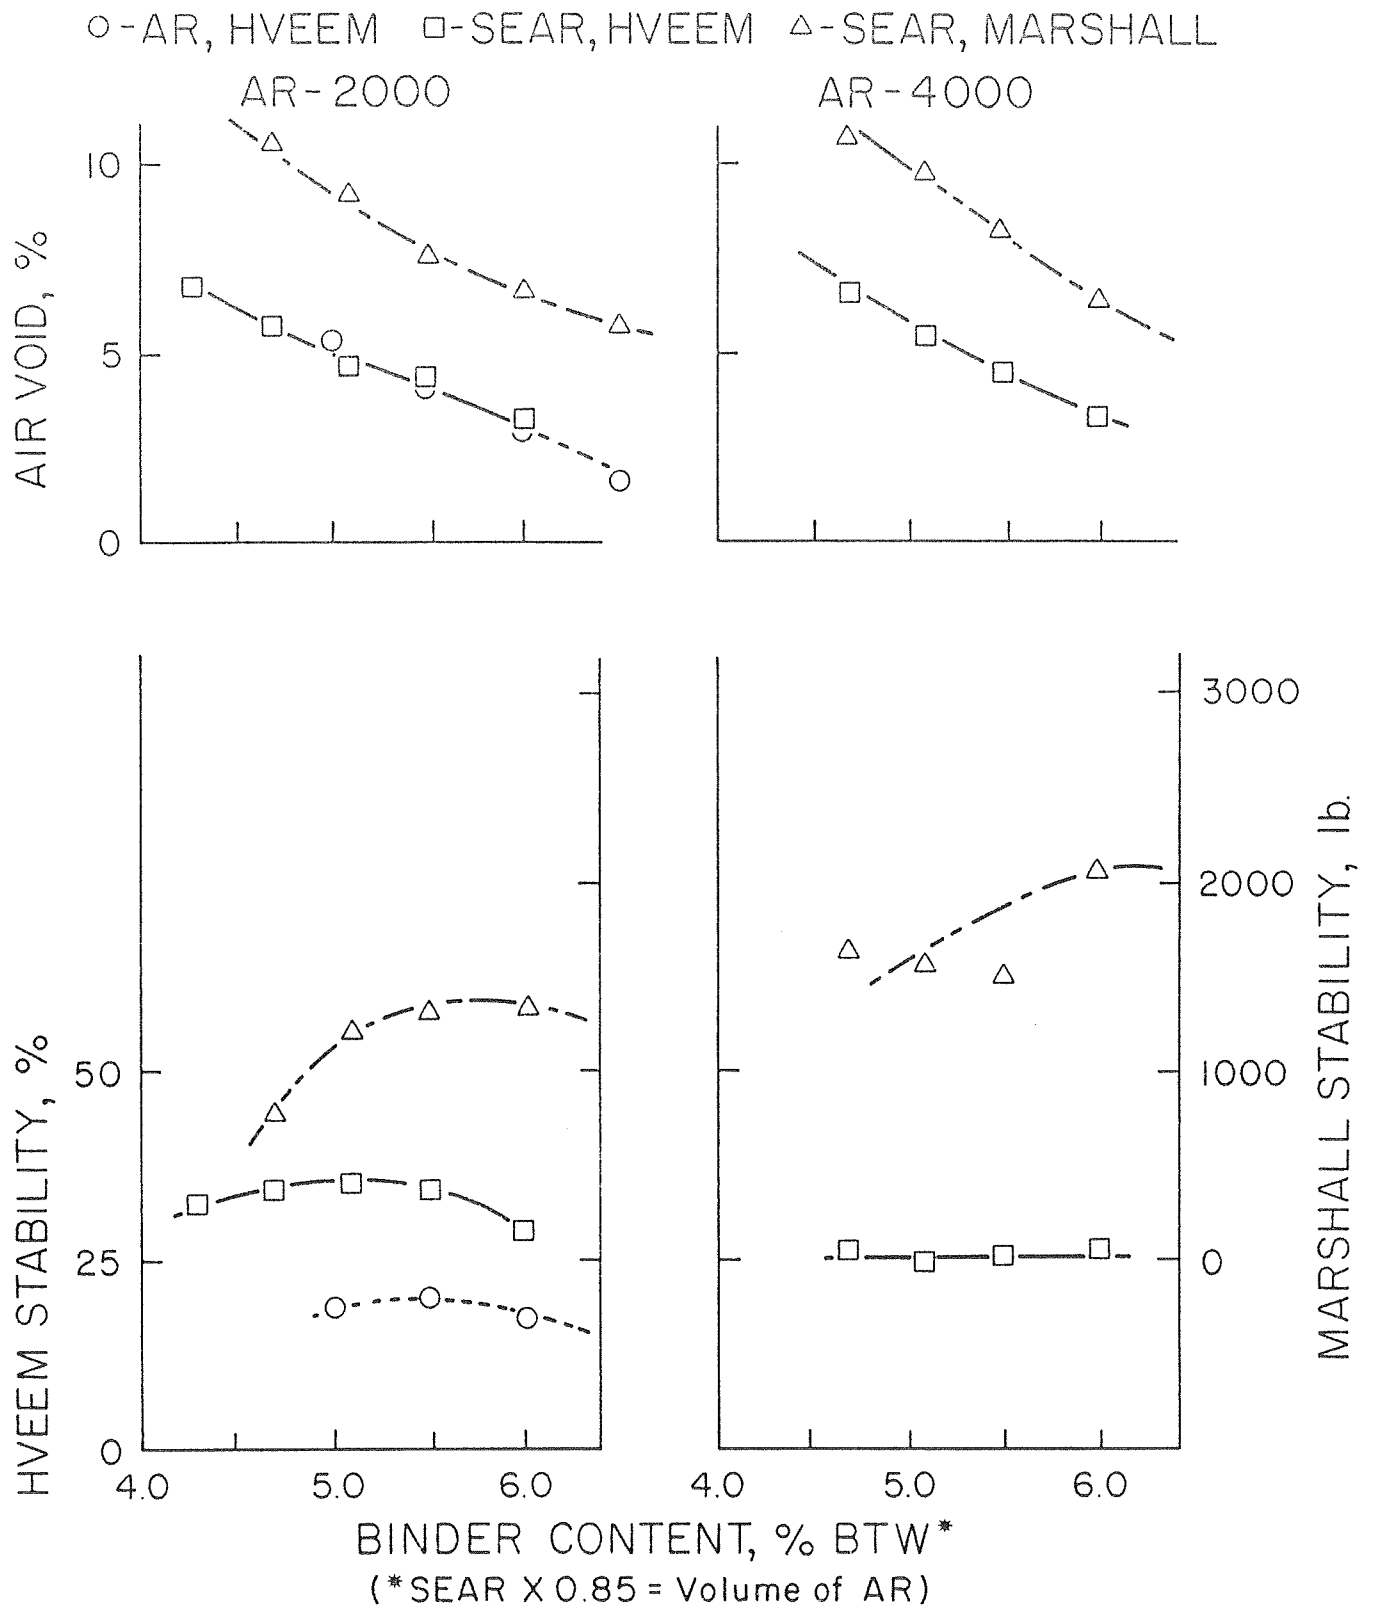 ○-AR, HVEEM □-SEAR, HVEEM △-SEAR, MARSHALL
AR-2000
AR-4000
AIR VOID, %
10
5
0
HVEEM STABILITY, %
50
25
0
3000
2000
1000
0
MARSHALL STABILITY, lb.
4.0 5.0 6.0
4.0 5.0 6.0
BINDER CONTENT, % BTW*
(*SEAR X 0.85 = Volume of AR)